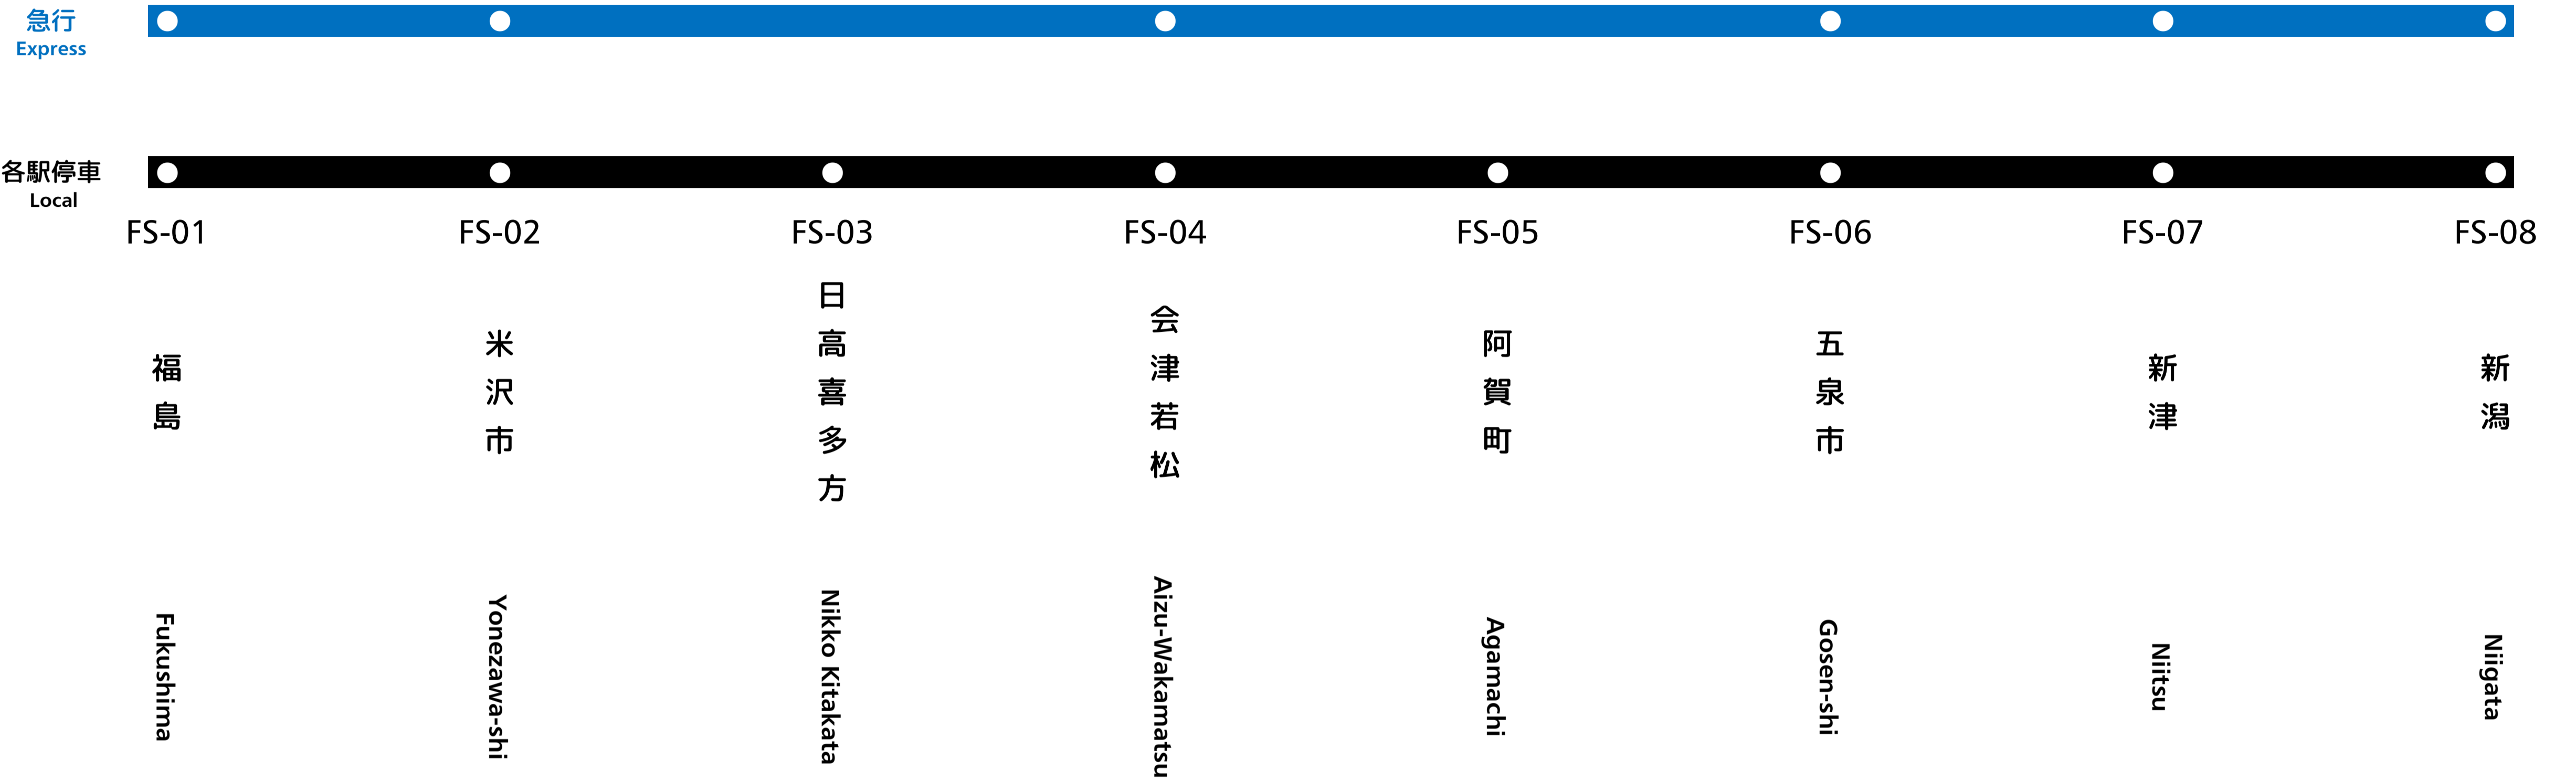 急行
Express
各駅停車
Local
FS-01
FS-02
FS-03
FS-04
FS-05
FS-06
FS-07
FS-08
福島
米沢市
日高喜多方
会津若松
阿賀町
五泉市
新津
新潟
Fukushima
Yonezawa-shi
Nikko Kitakata
Aizu-Wakamatsu
Agamachi
Gosen-shi
Niitsu
Niigata